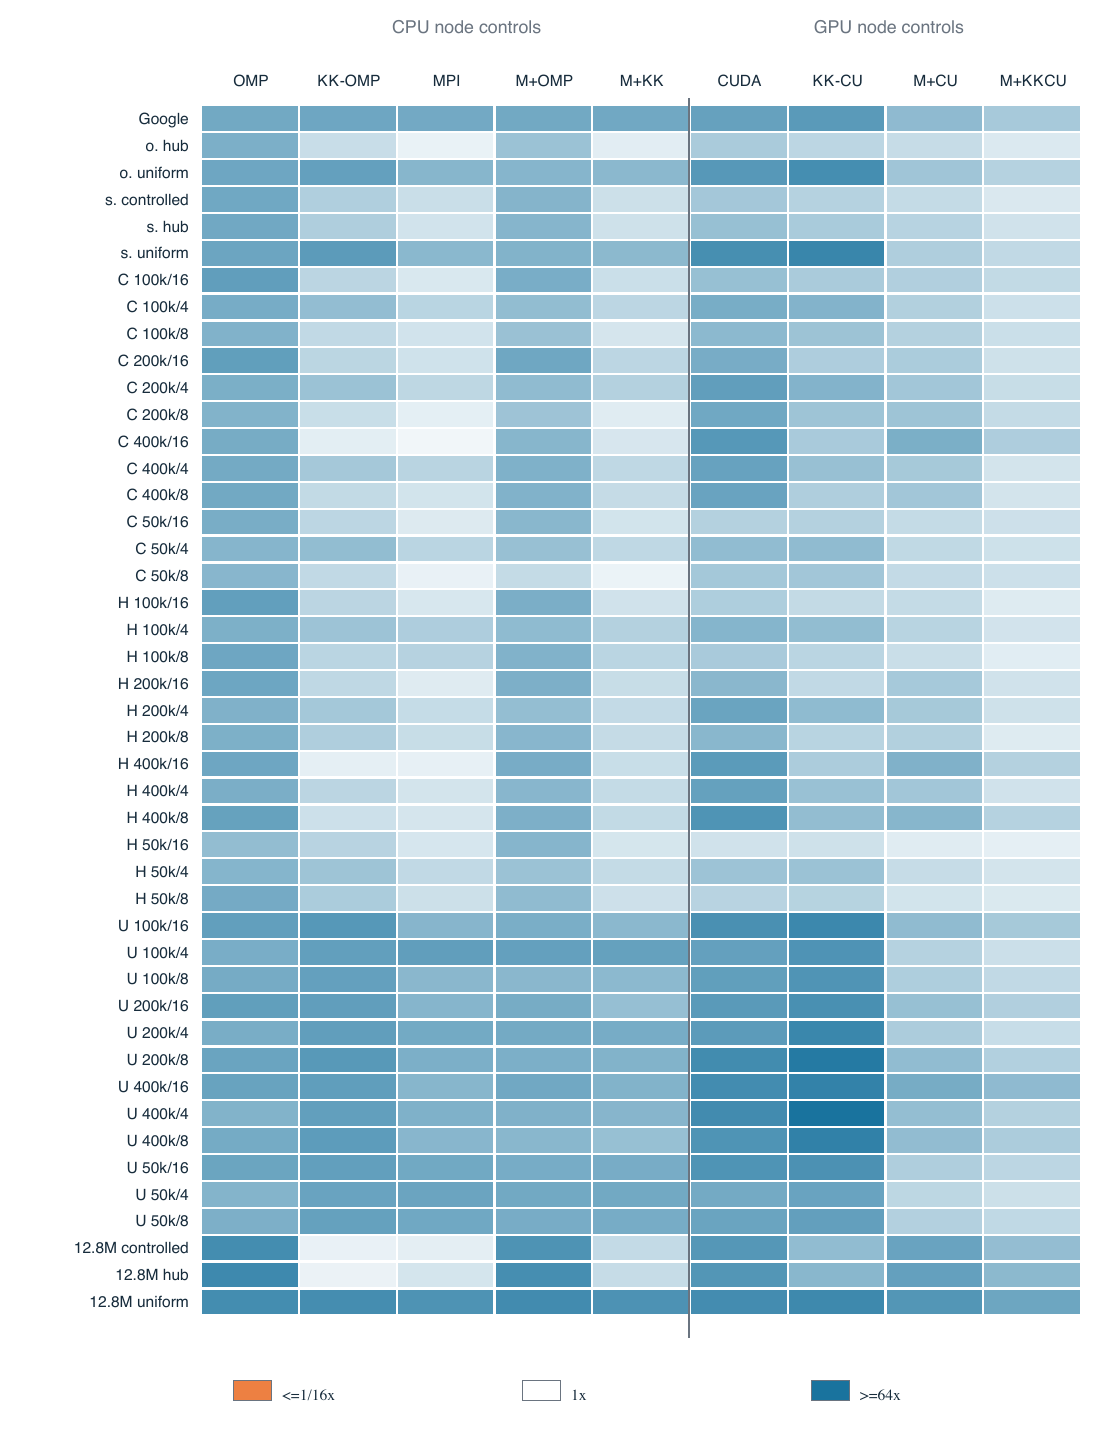 CPU node controls GPU node controls
OMP KK-OMP MPI M+OMP M+KK CUDA KK-CU M+CU M+KKCU
Google
o. hub
o. uniform
s. controlled
s. hub
s. uniform
C 100k/16
C 100k/4
C 100k/8
C 200k/16
C 200k/4
C 200k/8
C 400k/16
C 400k/4
C 400k/8
C 50k/16
C 50k/4
C 50k/8
H 100k/16
H 100k/4
H 100k/8
H 200k/16
H 200k/4
H 200k/8
H 400k/16
H 400k/4
H 400k/8
H 50k/16
H 50k/4
H 50k/8
U 100k/16
U 100k/4
U 100k/8
U 200k/16
U 200k/4
U 200k/8
U 400k/16
U 400k/4
U 400k/8
U 50k/16
U 50k/4
U 50k/8
12.8M controlled
12.8M hub
12.8M uniform
<=1/16x 1x >=64x